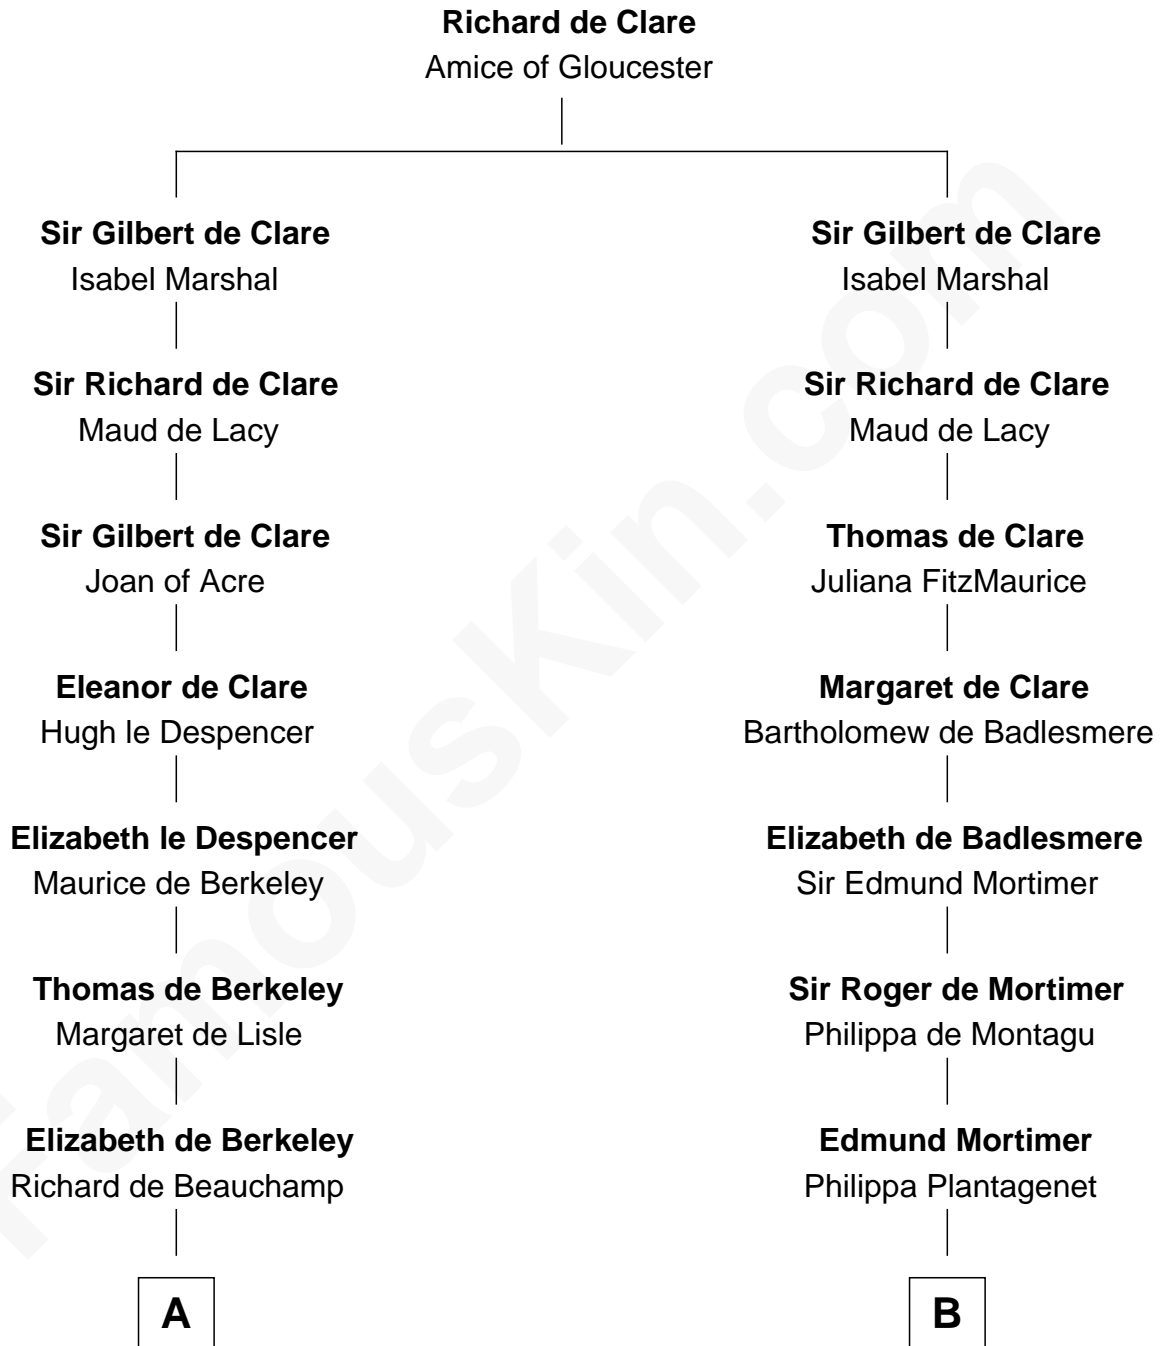 Richard de Clare
Amice of Gloucester
Sir Gilbert de Clare
Isabel Marshal
Sir Richard de Clare
Maud de Lacy
Sir Gilbert de Clare
Joan of Acre
Eleanor de Clare
Hugh le Despencer
Elizabeth le Despencer
Maurice de Berkeley
Thomas de Berkeley
Margaret de Lisle
Elizabeth de Berkeley
Richard de Beauchamp
A
Sir Gilbert de Clare
Isabel Marshal
Sir Richard de Clare
Maud de Lacy
Thomas de Clare
Juliana FitzMaurice
Margaret de Clare
Bartholomew de Badlesmere
Elizabeth de Badlesmere
Sir Edmund Mortimer
Sir Roger de Mortimer
Philippa de Montagu
Edmund Mortimer
Philippa Plantagenet
B
FamousKin.com